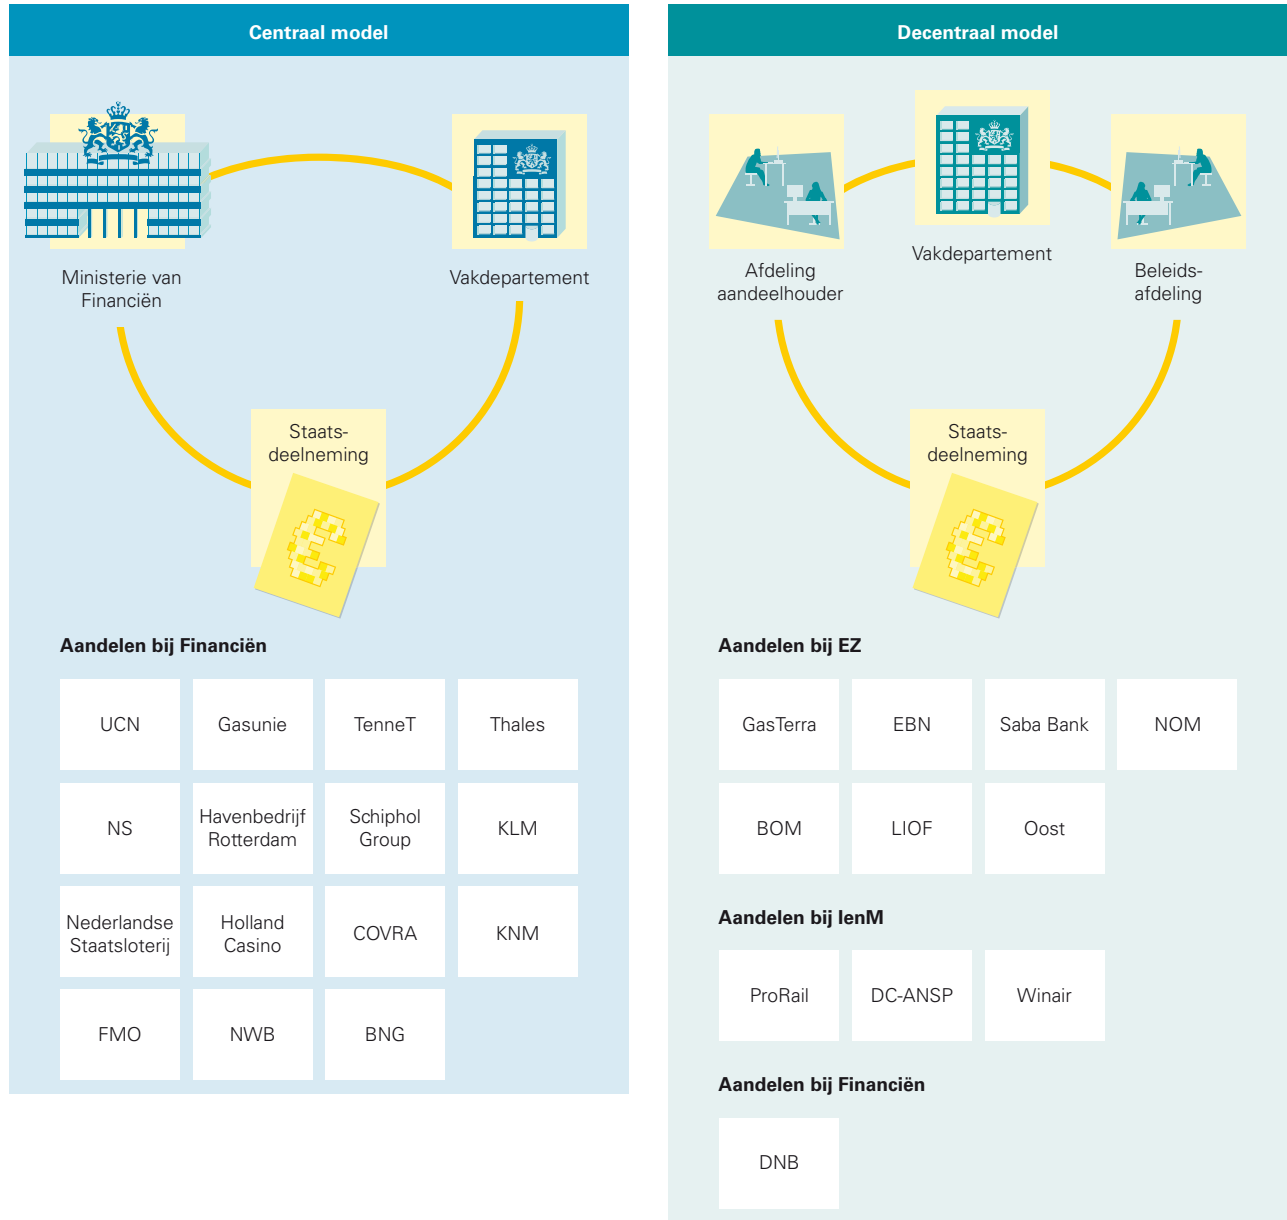 Centraal model
Ministerie van
Financiën
Vakdepartement
Staats-
deelneming
Aandelen bij Financiën
UCN
Gasunie
TenneT
Thales
NS
Havenbedrijf
Rotterdam
Schiphol
Group
KLM
Nederlandse
Staatsloterij
Holland
Casino
COVRA
KNM
FMO
NWB
BNG
Decentraal model
Afdeling
aandeelhouder
Vakdepartement
Beleids-
afdeling
Staats-
deelneming
Aandelen bij EZ
GasTerra
EBN
Saba Bank
NOM
BOM
LIOF
Oost
Aandelen bij IenM
ProRail
DC-ANSP
Winair
Aandelen bij Financiën
DNB